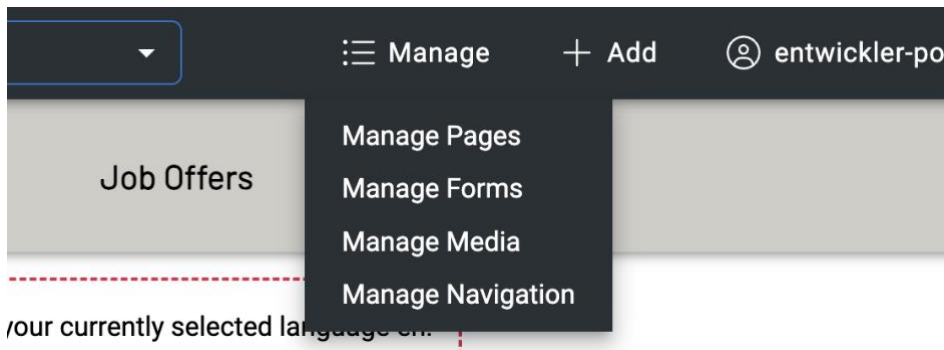 Manage
Add
entwickler-po
Job Offers
Manage Pages
Manage Forms
Manage Media
Manage Navigation
your currently selected language en.